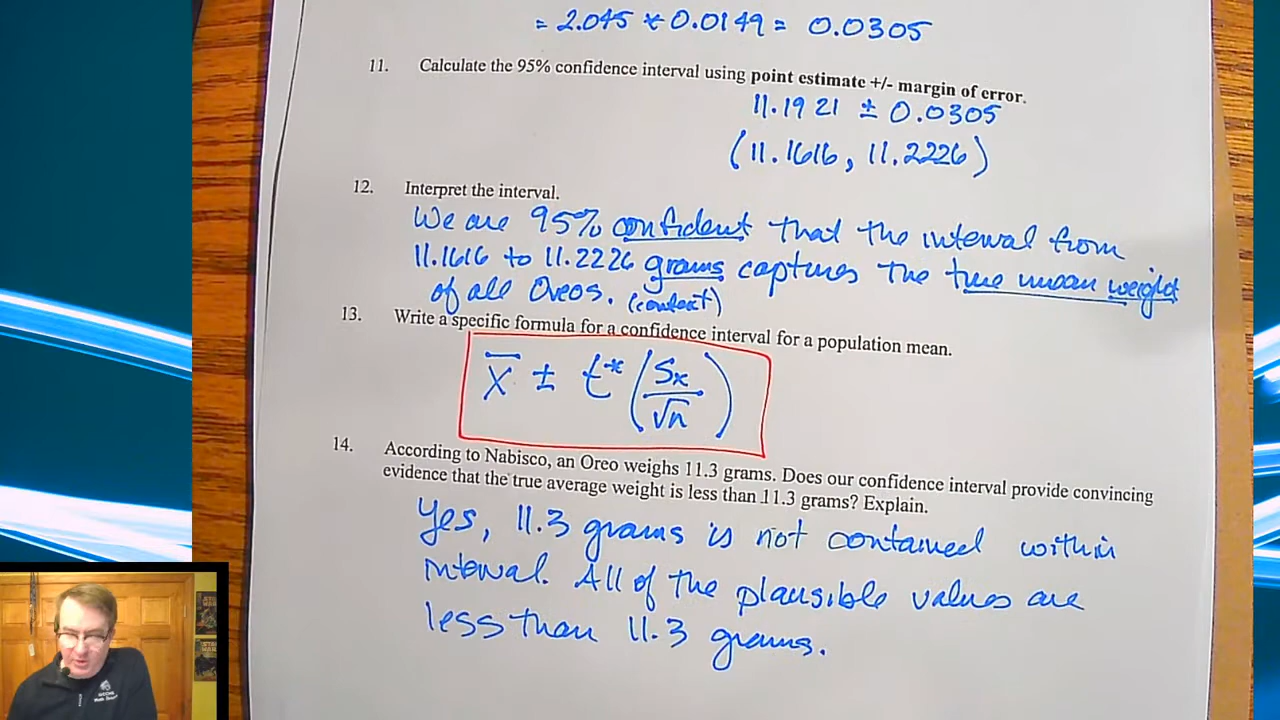 = 2.045 * 0.0149 = 0.0305
11. Calculate the 95% confidence interval using point estimate +/- margin of error.
11.1921 ± 0.0305
(11.1616, 11.2226)
12. Interpret the interval.
We are 95% confident that the interval from
11.1616 to 11.2226 grams captures the true mean weight
of all Oreos. (context)
13. Write a specific formula for a confidence interval for a population mean.
x̄ ± t* (Sx/√n)
14. According to Nabisco, an Oreo weighs 11.3 grams. Does our confidence interval provide convincing
evidence that the true average weight is less than 11.3 grams? Explain.
Yes, 11.3 grams is not contained within
interval. All of the plausible values are
less than 11.3 grams.